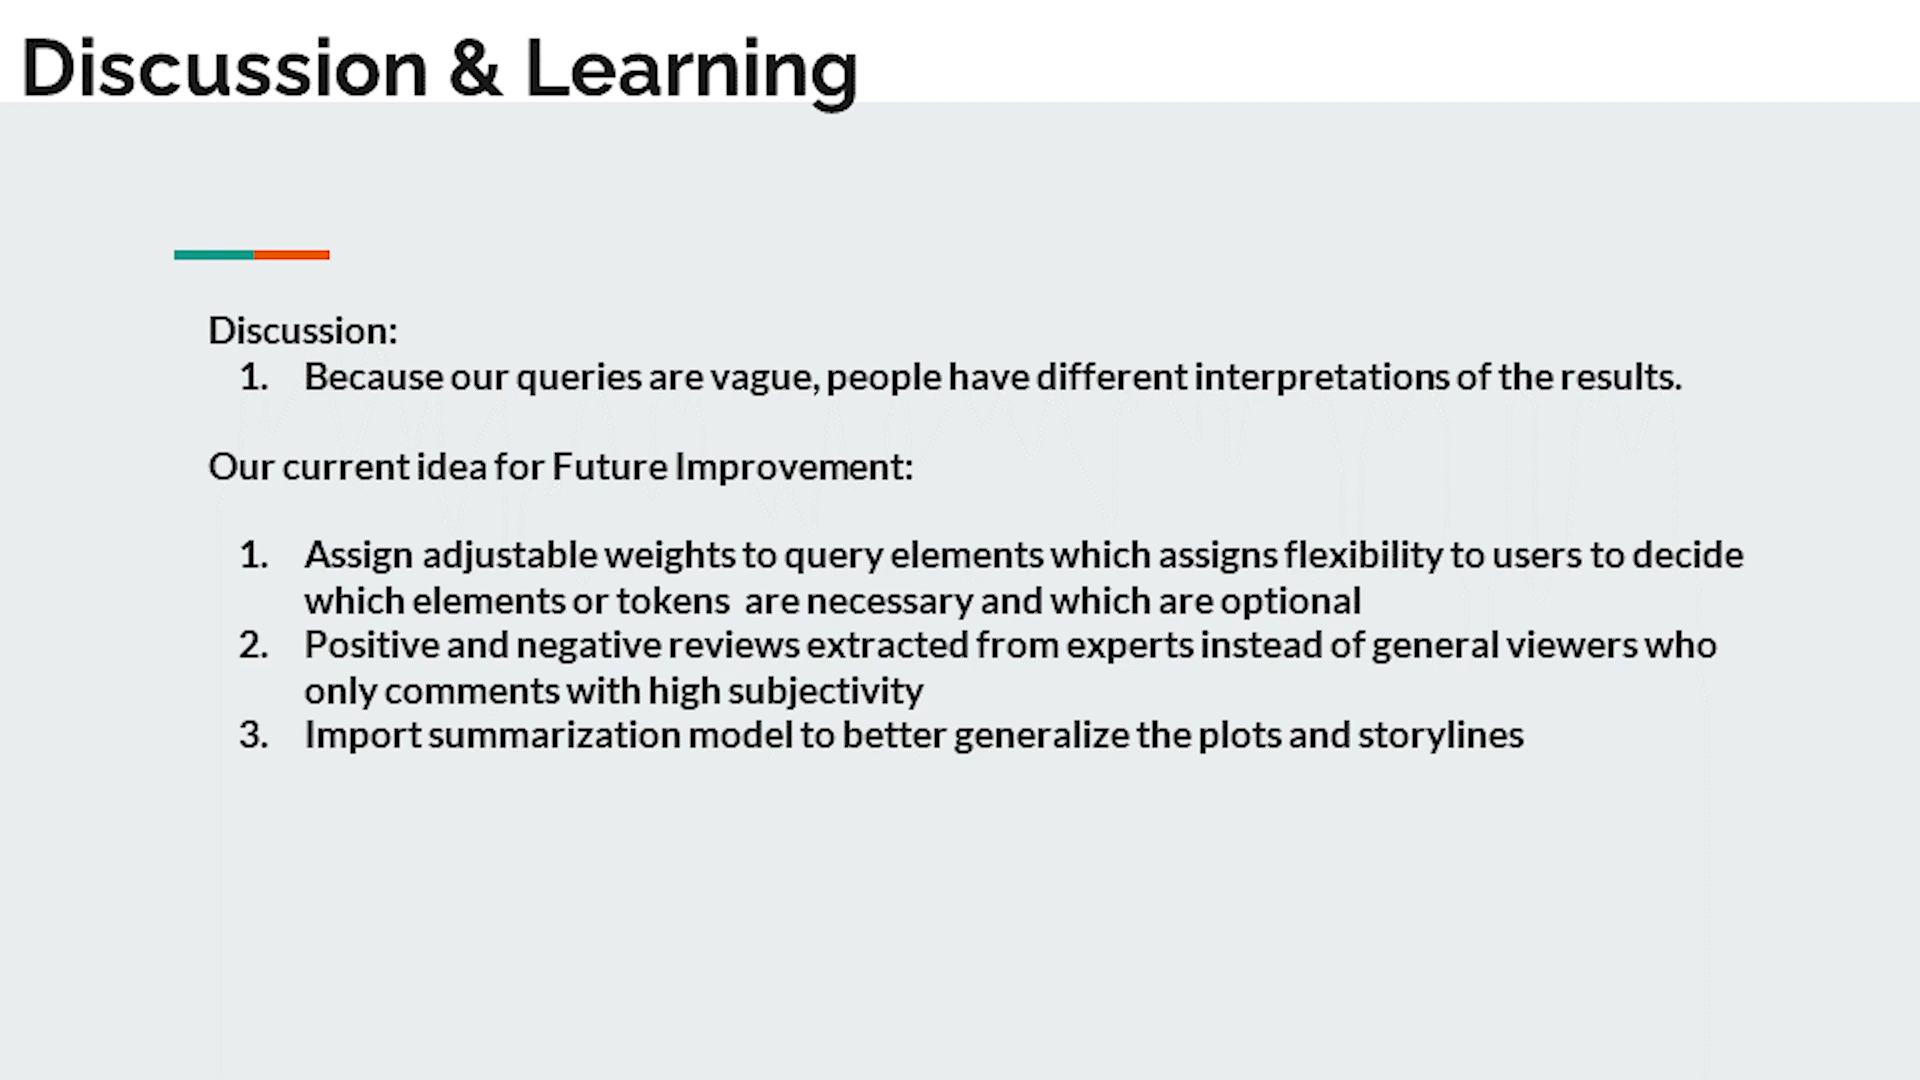 Discussion & Learning
Discussion:
1. Because our queries are vague, people have different interpretations of the results.
Our current idea for Future Improvement:
1. Assign adjustable weights to query elements which assigns flexibility to users to decide
which elements or tokens are necessary and which are optional
2. Positive and negative reviews extracted from experts instead of general viewers who
only comments with high subjectivity
3. Import summarization model to better generalize the plots and storylines